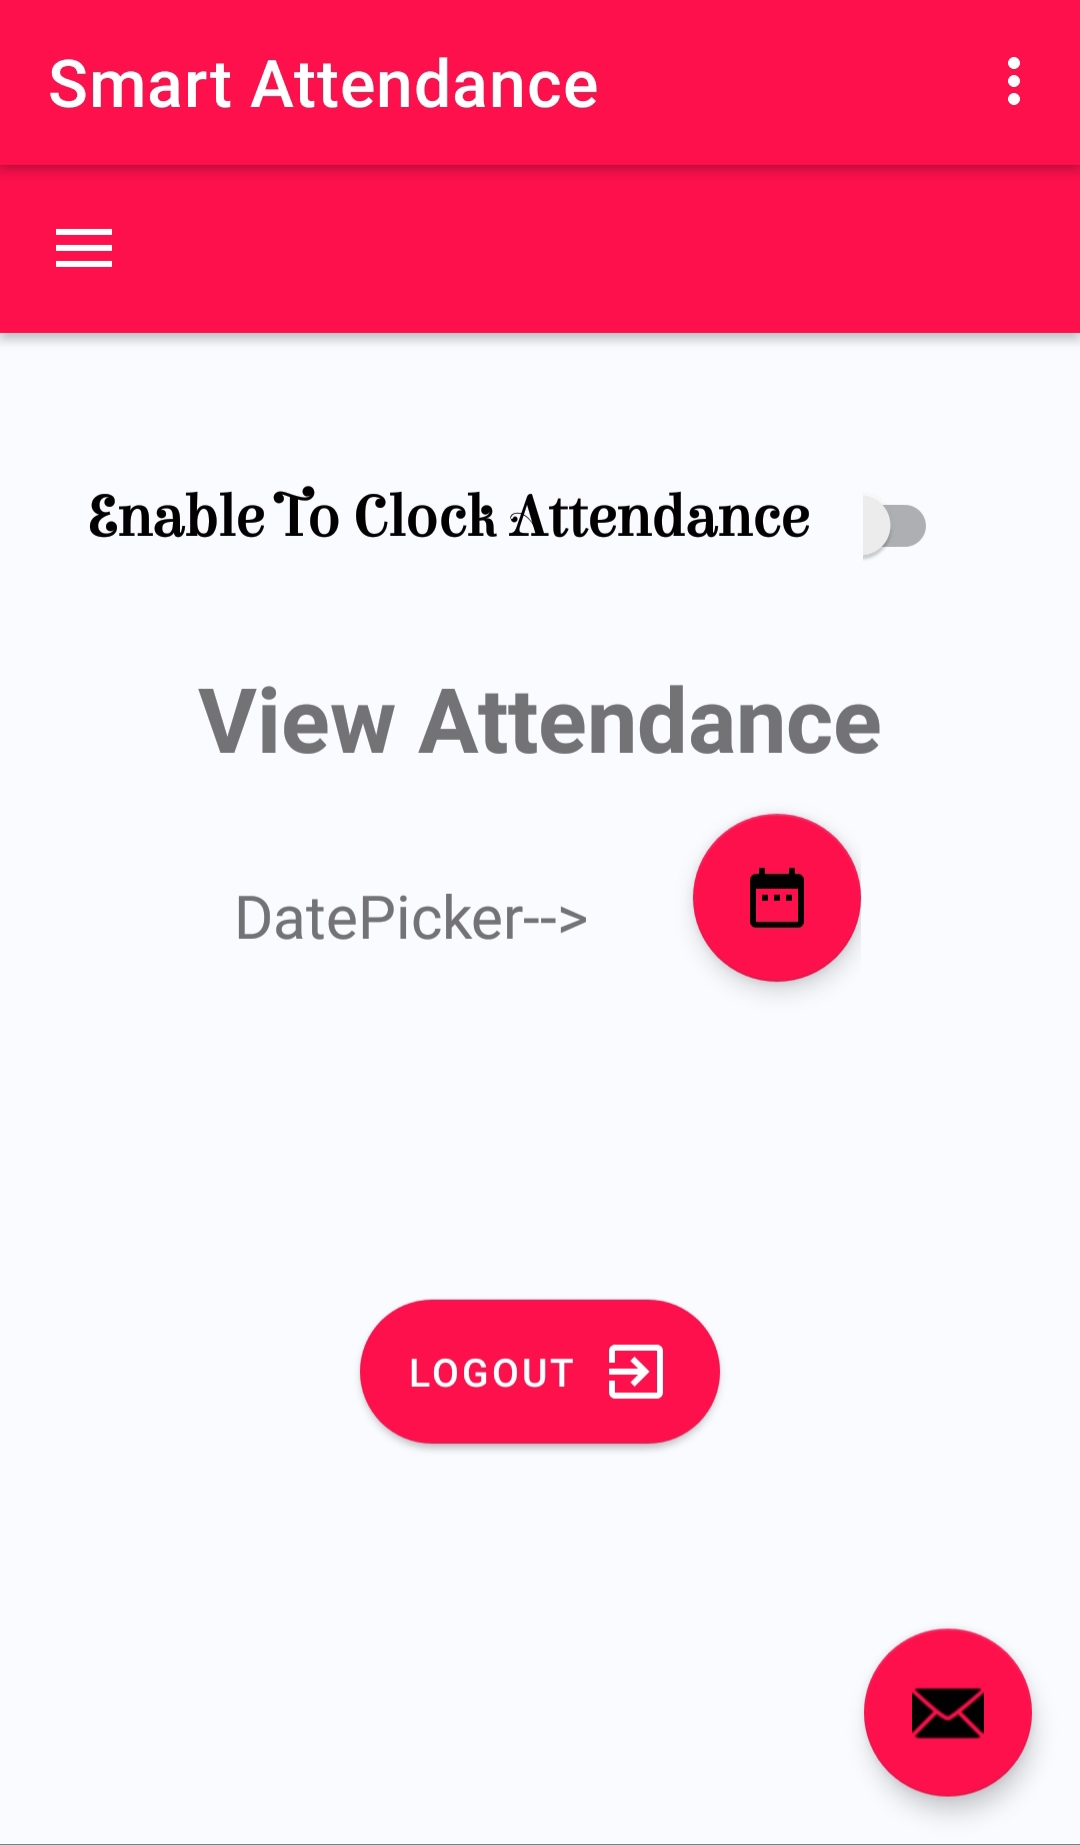 Smart Attendance
Enable To Clock Attendance
View Attendance
DatePicker-->
LOGOUT